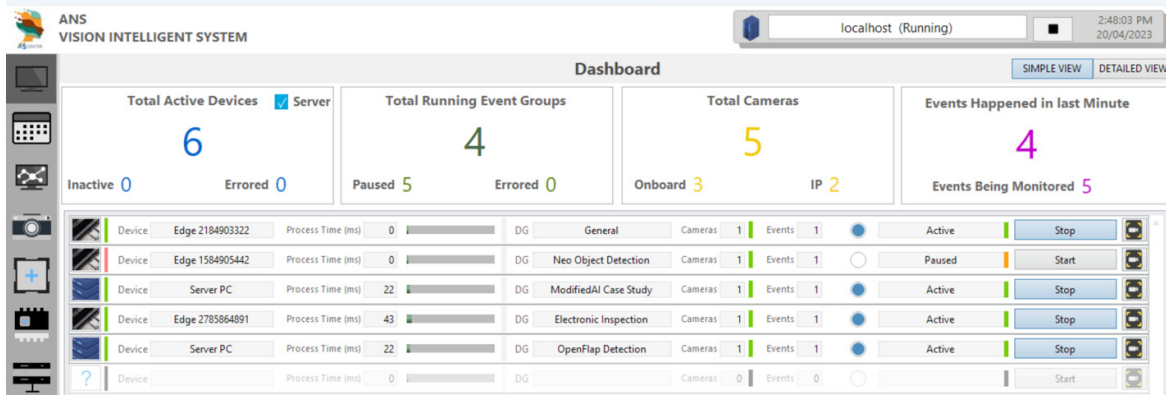 ANS
VISION INTELLIGENT SYSTEM
localhost (Running)
2:48:03 PM
20/04/2023
Dashboard
SIMPLE VIEW DETAILED VIEW
Total Active Devices Server
6
Inactive 0 Errored 0
Total Running Event Groups
4
Paused 5 Errored 0
Total Cameras
5
Onboard 3 IP 2
Events Happened in last Minute
4
Events Being Monitored 5
Device Edge 2184903322 Process Time (ms) 0 DG General Cameras 1 Events 1 Active Stop
Device Edge 1584905442 Process Time (ms) 0 DG Neo Object Detection Cameras 1 Events 1 Paused Start
Device Server PC Process Time (ms) 22 DG ModifiedAI Case Study Cameras 1 Events 1 Active Stop
Device Edge 2785864891 Process Time (ms) 43 DG Electronic Inspection Cameras 1 Events 1 Active Stop
Device Server PC Process Time (ms) 22 DG OpenFlap Detection Cameras 1 Events 1 Active Stop
? Device Process Time (ms) 0 DG Cameras 0 Events 0 Start